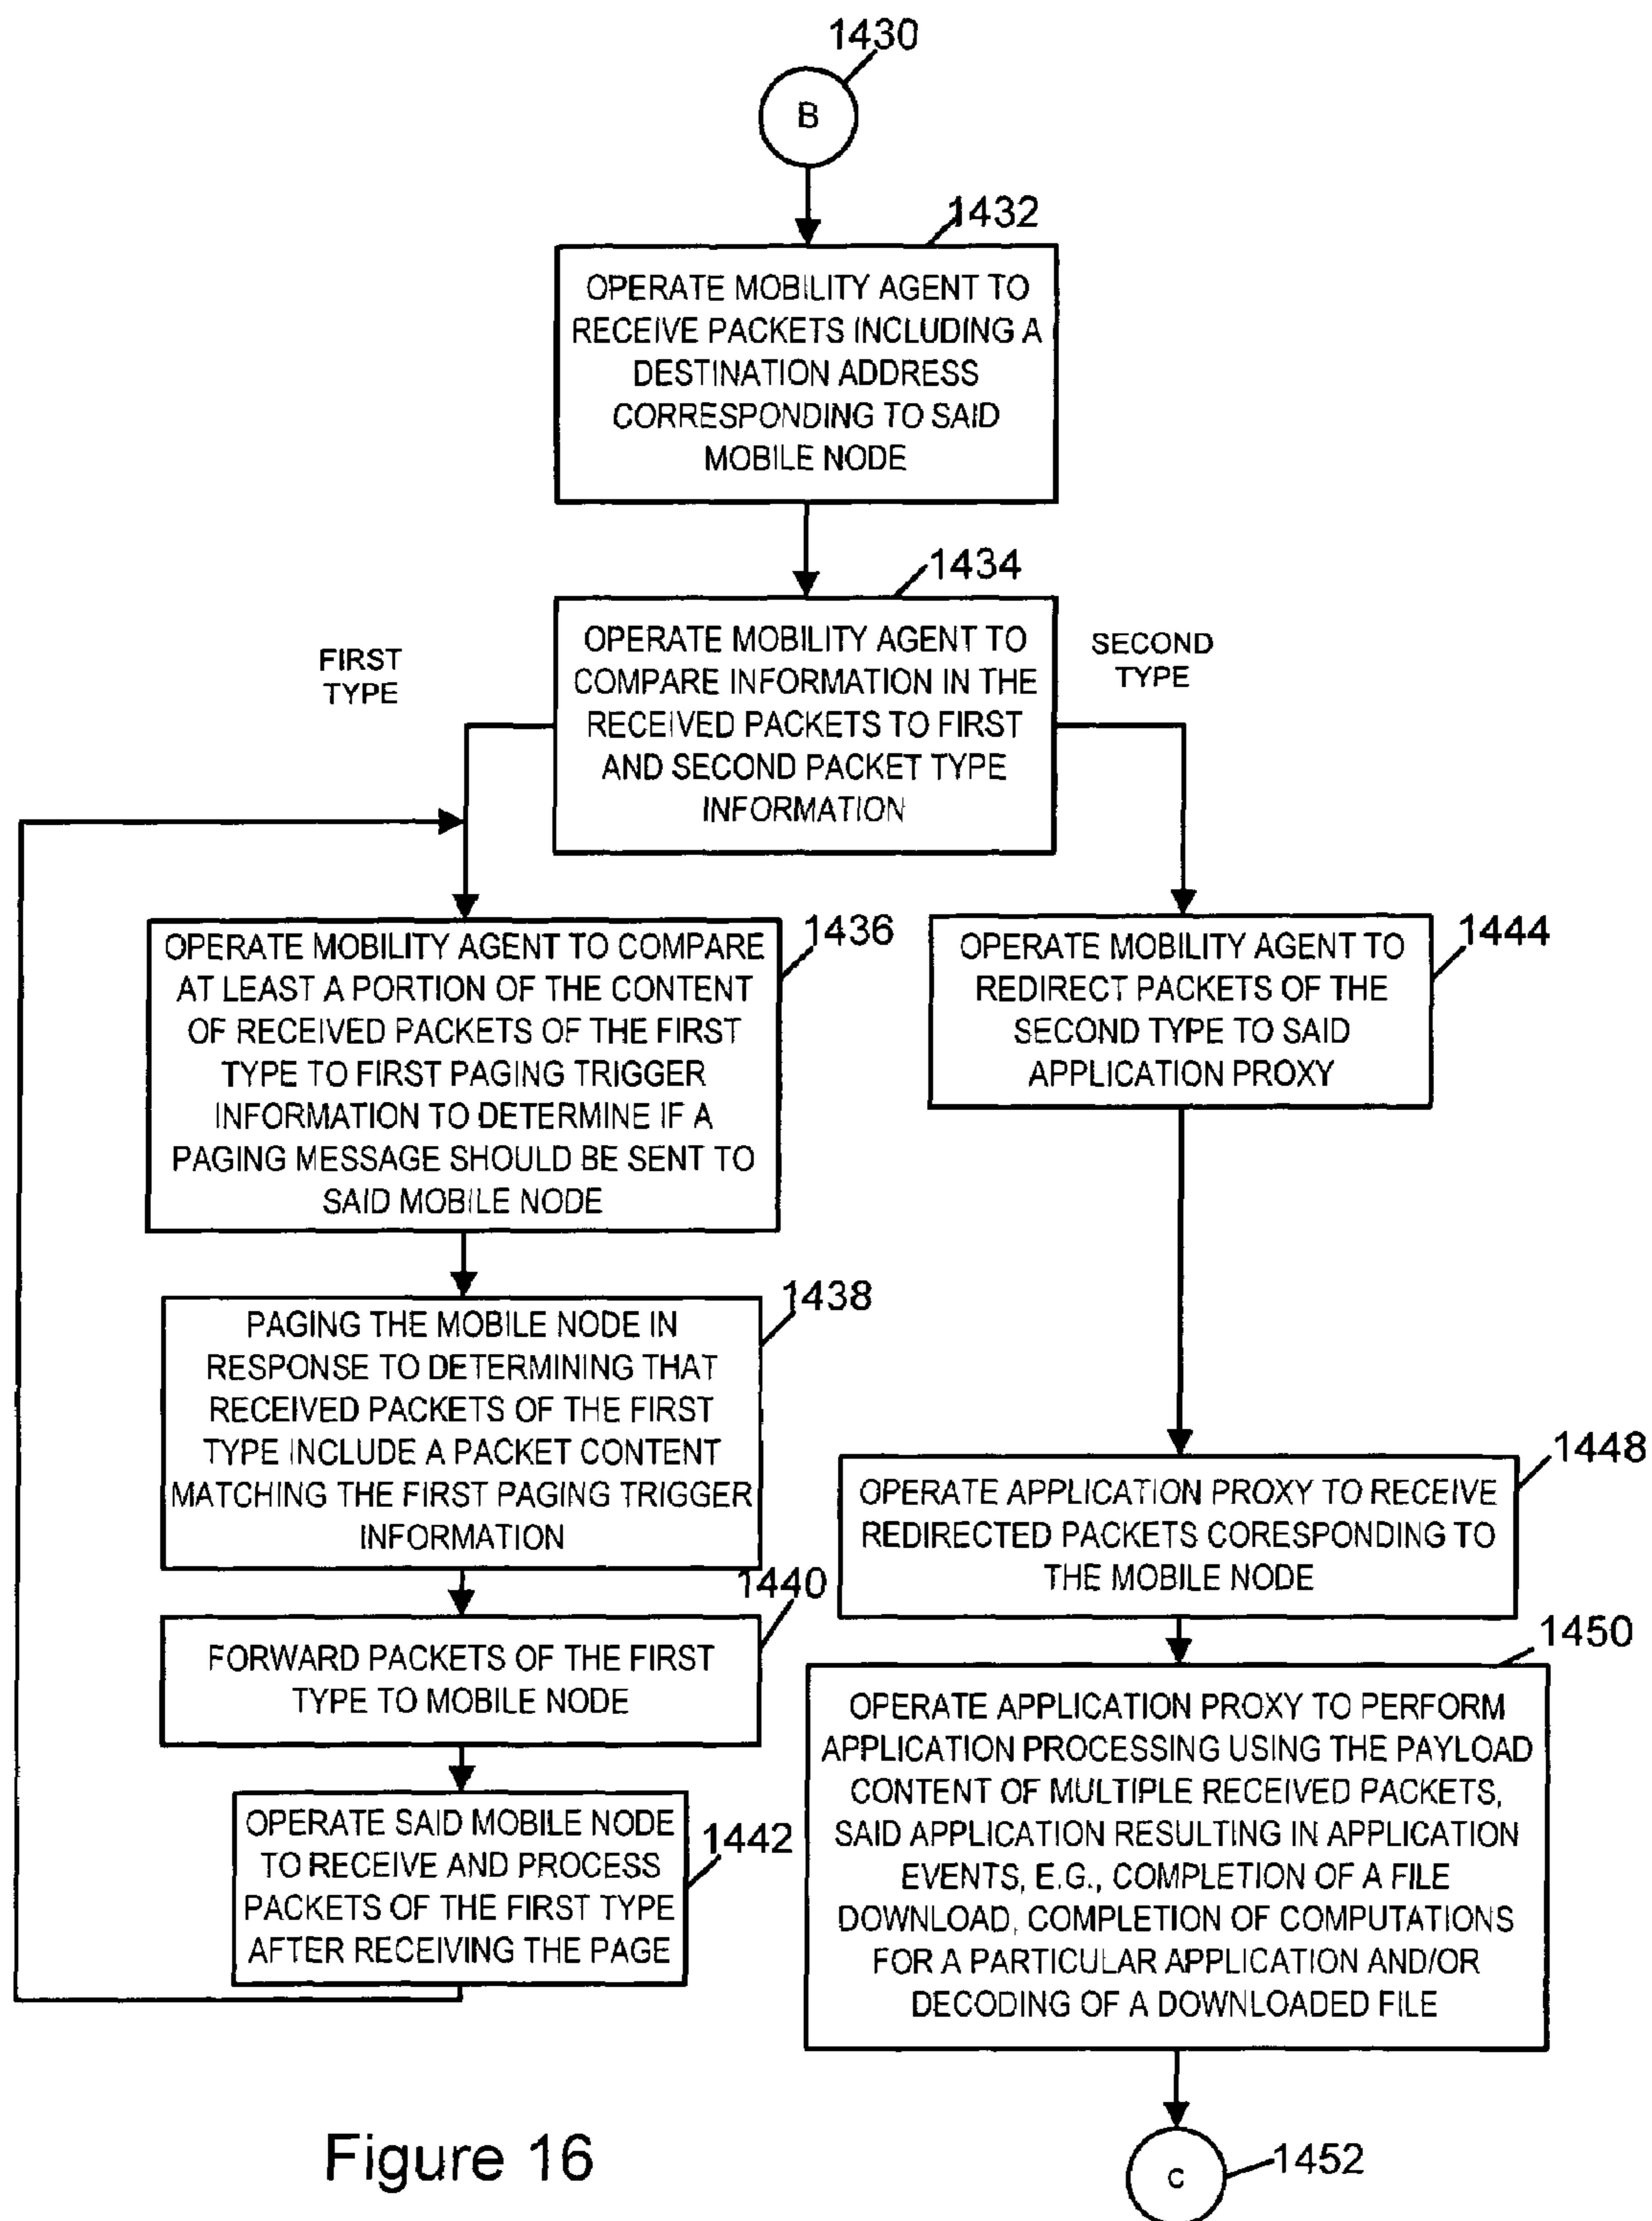 1430
B
1432
OPERATE MOBILITY AGENT TO
RECEIVE PACKETS INCLUDING A
DESTINATION ADDRESS
CORRESPONDING TO SAID
MOBILE NODE
1434
FIRST
TYPE
OPERATE MOBILITY AGENT TO
COMPARE INFORMATION IN THE
RECEIVED PACKETS TO FIRST
AND SECOND PACKET TYPE
INFORMATION
SECOND
TYPE
1436
OPERATE MOBILITY AGENT TO COMPARE
AT LEAST A PORTION OF THE CONTENT
OF RECEIVED PACKETS OF THE FIRST
TYPE TO FIRST PAGING TRIGGER
INFORMATION TO DETERMINE IF A
PAGING MESSAGE SHOULD BE SENT TO
SAID MOBILE NODE
1444
OPERATE MOBILITY AGENT TO
REDIRECT PACKETS OF THE
SECOND TYPE TO SAID
APPLICATION PROXY
1438
PAGING THE MOBILE NODE IN
RESPONSE TO DETERMINING THAT
RECEIVED PACKETS OF THE FIRST
TYPE INCLUDE A PACKET CONTENT
MATCHING THE FIRST PAGING TRIGGER
INFORMATION
1448
OPERATE APPLICATION PROXY TO RECEIVE
REDIRECTED PACKETS CORESPONDING TO
THE MOBILE NODE
1440
FORWARD PACKETS OF THE FIRST
TYPE TO MOBILE NODE
1450
OPERATE APPLICATION PROXY TO PERFORM
APPLICATION PROCESSING USING THE PAYLOAD
CONTENT OF MULTIPLE RECEIVED PACKETS,
SAID APPLICATION RESULTING IN APPLICATION
EVENTS, E.G., COMPLETION OF A FILE
DOWNLOAD, COMPLETION OF COMPUTATIONS
FOR A PARTICULAR APPLICATION AND/OR
DECODING OF A DOWNLOADED FILE
1442
OPERATE SAID MOBILE NODE
TO RECEIVE AND PROCESS
PACKETS OF THE FIRST TYPE
AFTER RECEIVING THE PAGE
Figure 16
C
1452